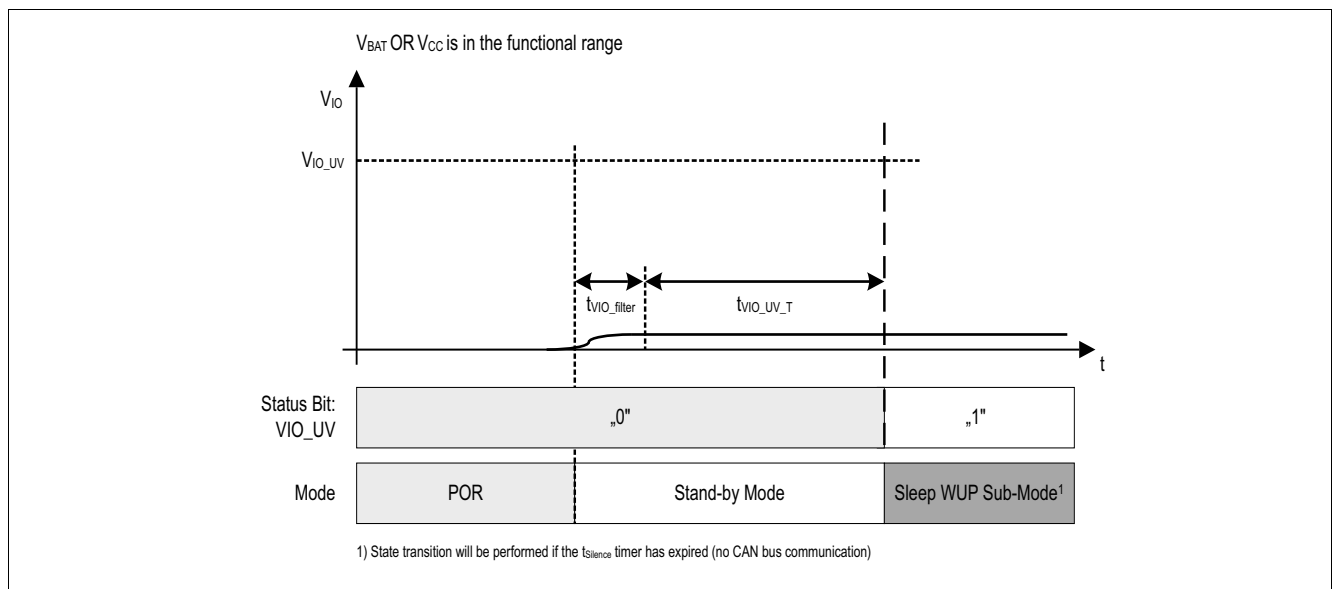 VBAT OR VCC is in the functional range
VIO
VIO_UV
tVIO_filter
tVIO_UV_T
t
Status Bit:
VIO_UV
„0"
„1"
Mode
POR
Stand-by Mode
Sleep WUP Sub-Mode1
1) State transition will be performed if the tSilence timer has expired (no CAN bus communication)